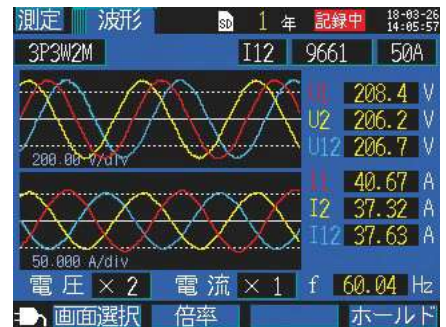 測定 波形 SD 1 年 記録中 18-03-26
14:05:57
3P3W2M I12 9661 50A
U1 208.4 V
U2 206.2 V
U12 206.7 V
200.00 V/div
I1 40.67 A
I2 37.32 A
I12 37.63 A
50.000 A/div
電圧 × 2 電流 × 1 f 60.04 Hz
画面選択 倍率 ホールド